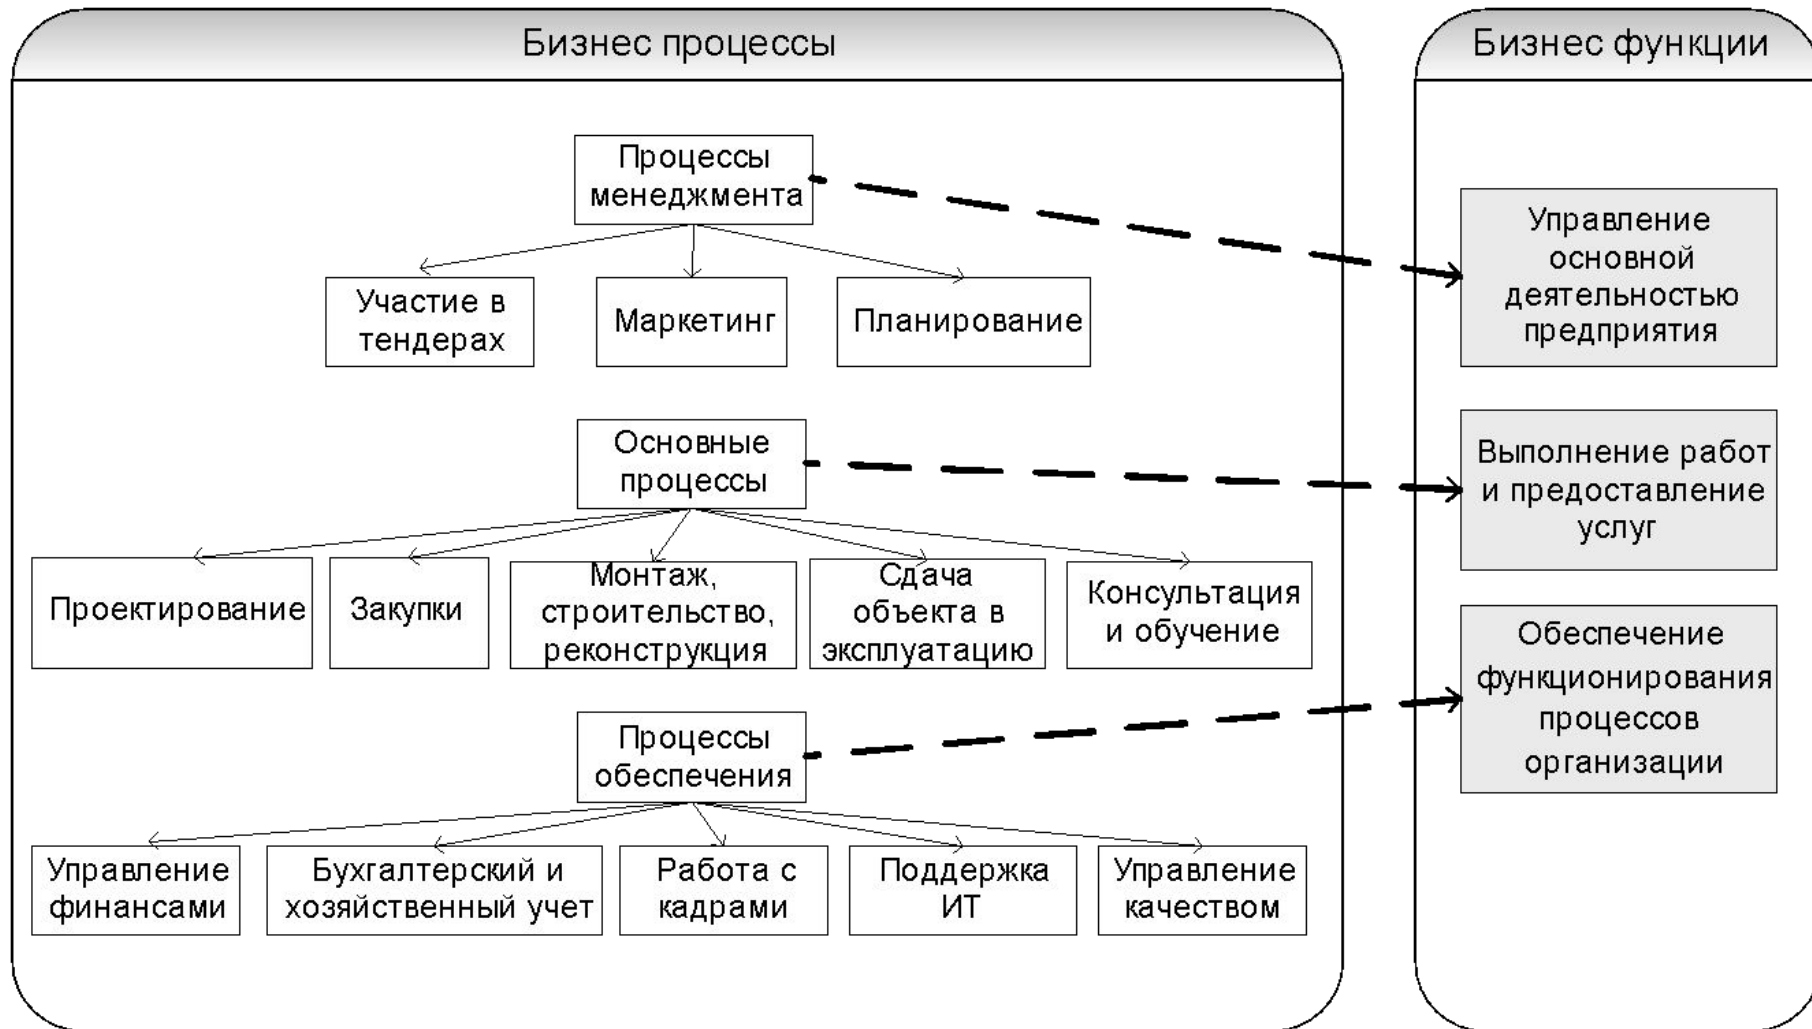 Бизнес процессы
Бизнес функции
Процессы
менеджмента
Участие в
тендерах
Маркетинг
Планирование
Управление
основной
деятельностью
предприятия
Основные
процессы
Проектирование
Закупки
Монтаж,
строительство,
реконструкция
Сдача
объекта в
эксплуатацию
Консультация
и обучение
Выполнение работ
и предоставление
услуг
Процессы
обеспечения
Управление
финансами
Бухгалтерский и
хозяйственный учет
Работа с
кадрами
Поддержка
ИТ
Управление
качеством
Обеспечение
функционирования
процессов
организации